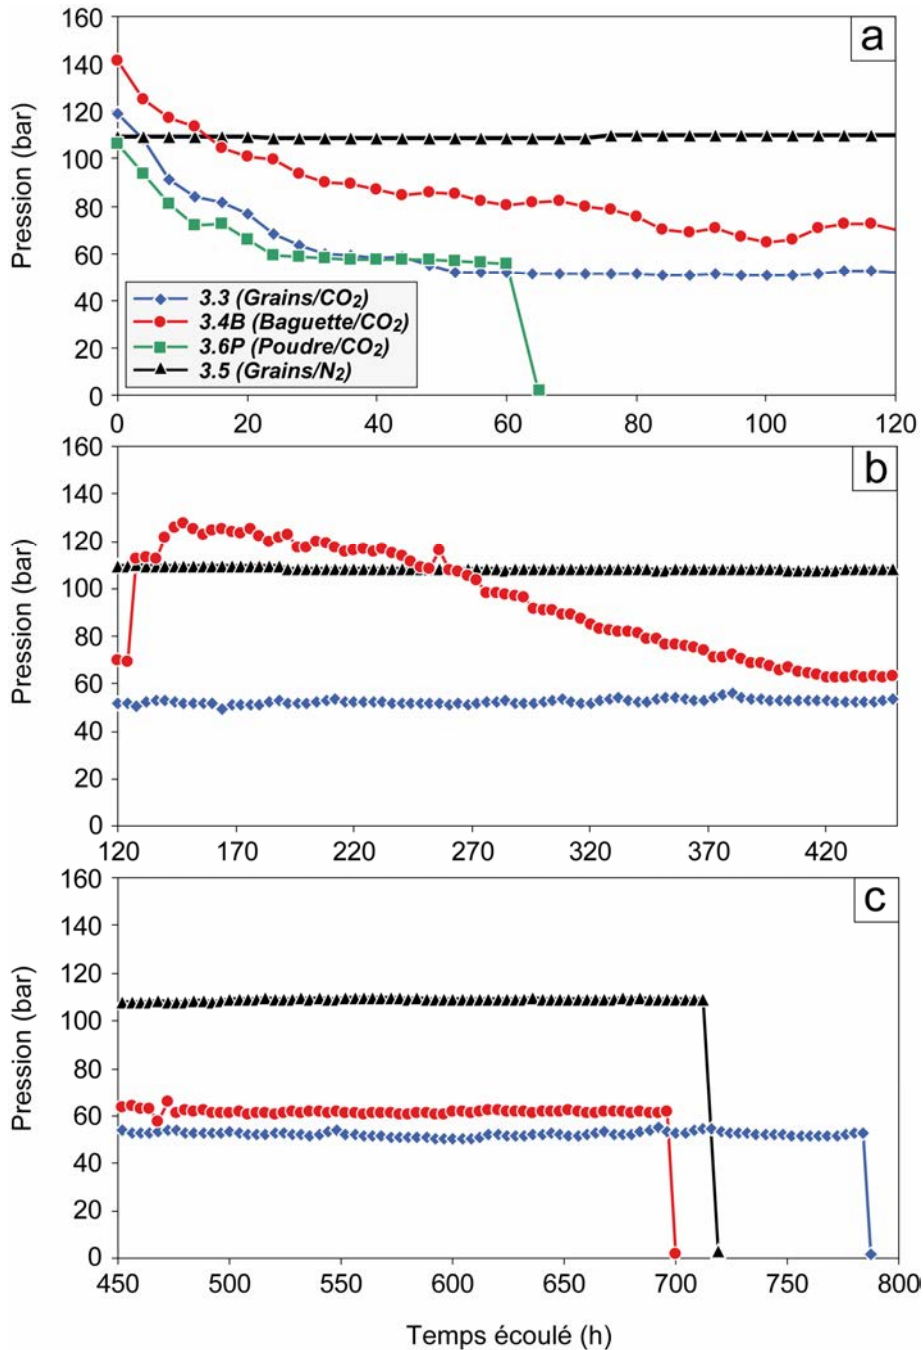 160
a
140
120
100
80
60
40
20
0
Pression (bar)
3.3 (Grains/CO2)
3.4B (Baguette/CO2)
3.6P (Poudre/CO2)
3.5 (Grains/N2)
0 20 40 60 80 100 120
160
b
140
120
100
80
60
40
20
0
Pression (bar)
120 170 220 270 320 370 420
160
c
140
120
100
80
60
40
20
0
Pression (bar)
450 500 550 600 650 700 750 800
Temps écoulé (h)